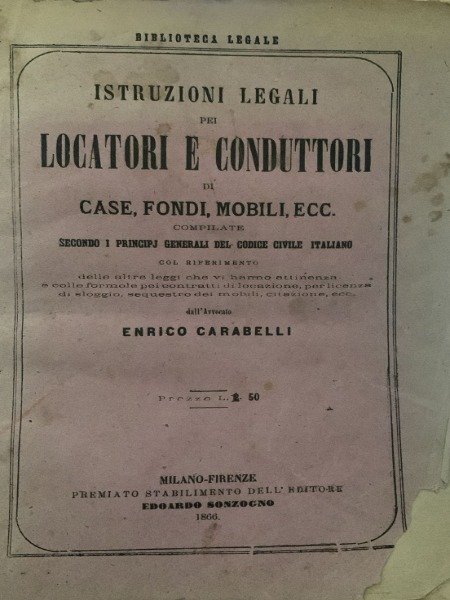 BIBLIOTECA LEGALE
ISTRUZIONI LEGALI
PEI
LOCATORI E CONDUTTORI
DI
CASE, FONDI, MOBILI, ECC.
COMPILATE
SECONDO I PRINCIPJ GENERALI DEL CODICE CIVILE ITALIANO
COL RIFERIMENTO
delle altre leggi che vi hanno attinenza
e colle formole pei contratti di locazione, per licenza
di sloggio, sequestro dei mobili, citazione, ecc.
dall'Avvocato
ENRICO CARABELLI
Prezzo L. 50
MILANO-FIRENZE
PREMIATO STABILIMENTO DELL'EDITORE
EDOARDO SONZOGNO
1866.